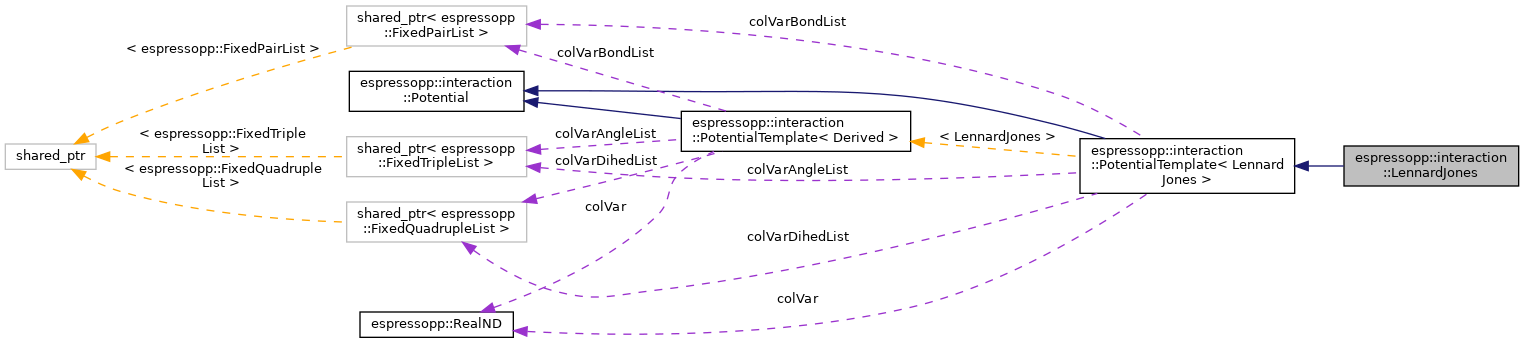 shared_ptr
< espressopp::FixedPairList >
< espressopp::FixedTriple
List >
< espressopp::FixedQuadruple
List >
shared_ptr< espressopp
::FixedPairList >
espressopp::interaction
::Potential
shared_ptr< espressopp
::FixedTripleList >
shared_ptr< espressopp
::FixedQuadrupleList >
espressopp::RealND
colVarBondList
colVarBondList
colVarAngleList
colVarDihedList
colVar
espressopp::interaction
::PotentialTemplate< Derived >
colVarAngleList
colVarDihedList
colVar
< LennardJones >
espressopp::interaction
::PotentialTemplate< Lennard
Jones >
espressopp::interaction
::LennardJones